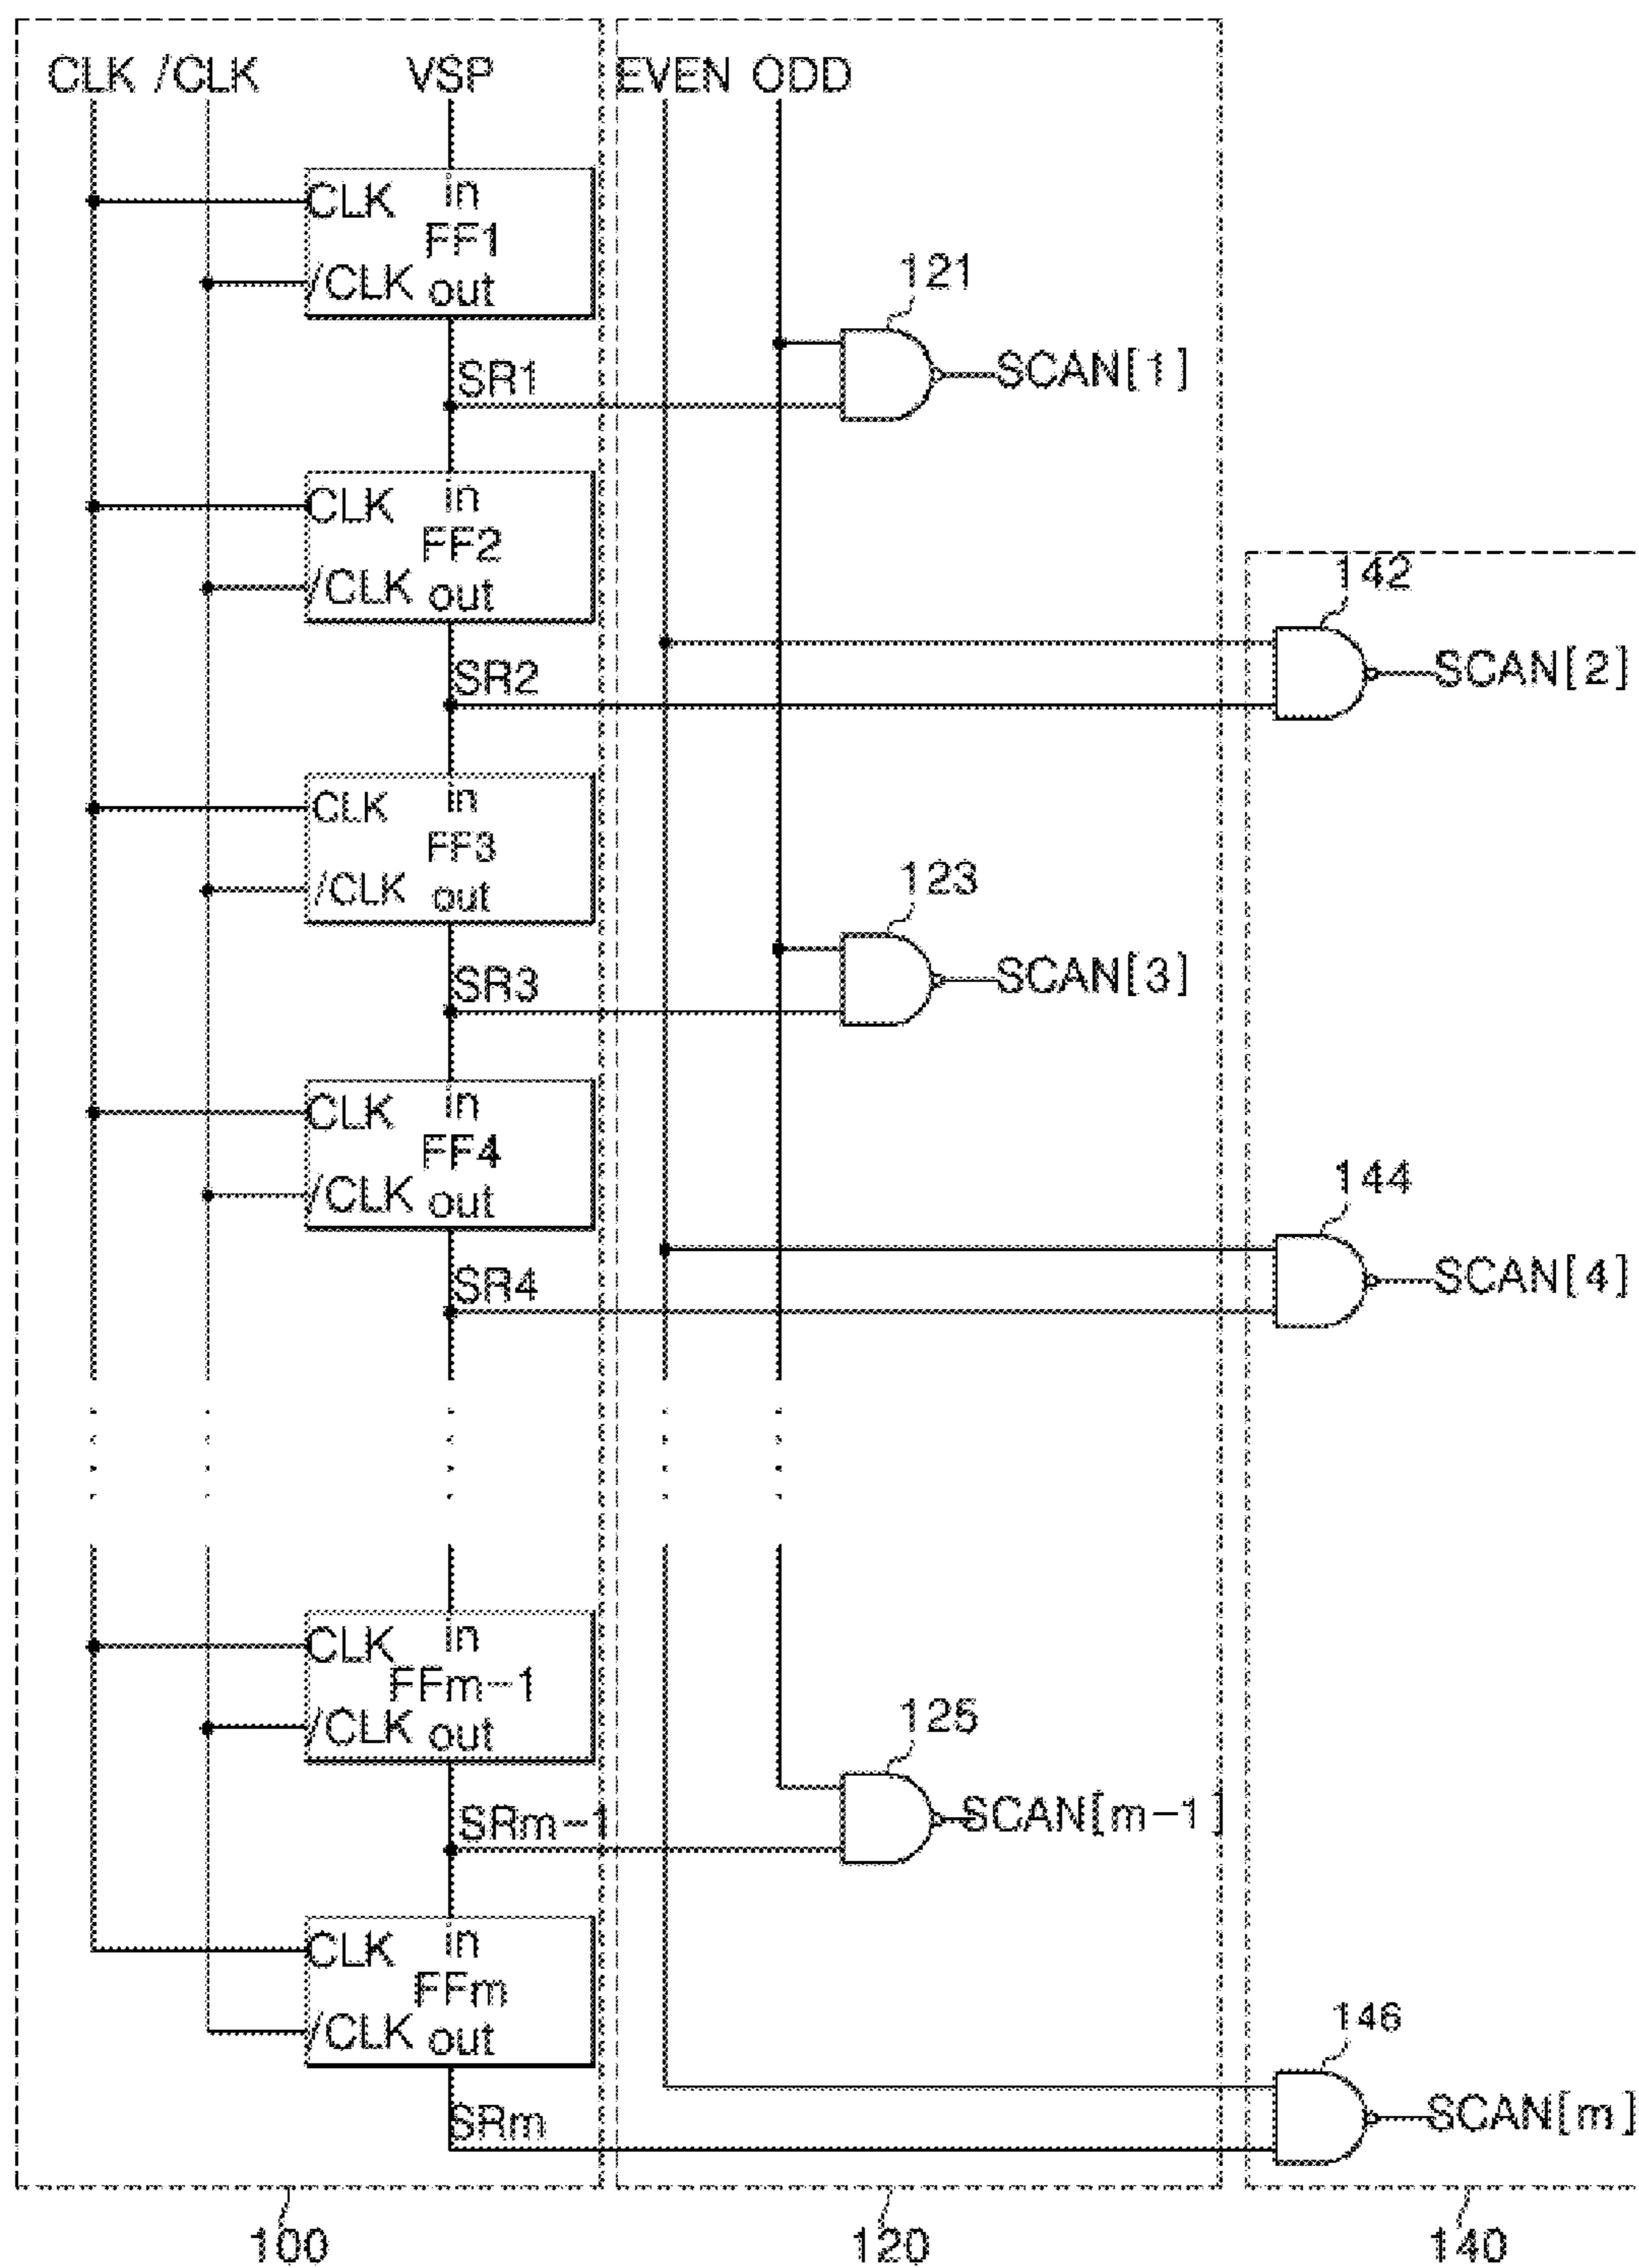 CLK /CLK VSP EVEN ODD
CLK in
FF1
/CLK out
121
SR1
SCAN[1]
CLK in
FF2
/CLK out
142
SR2
SCAN[2]
CLK in
FF3
/CLK out
123
SR3
SCAN[3]
CLK in
FF4
/CLK out
144
SR4
SCAN[4]
CLK in
FFm-1
/CLK out
125
SRm-1
SCAN[m-1]
CLK in
FFm
/CLK out
146
SRm
SCAN[m]
100 120 140